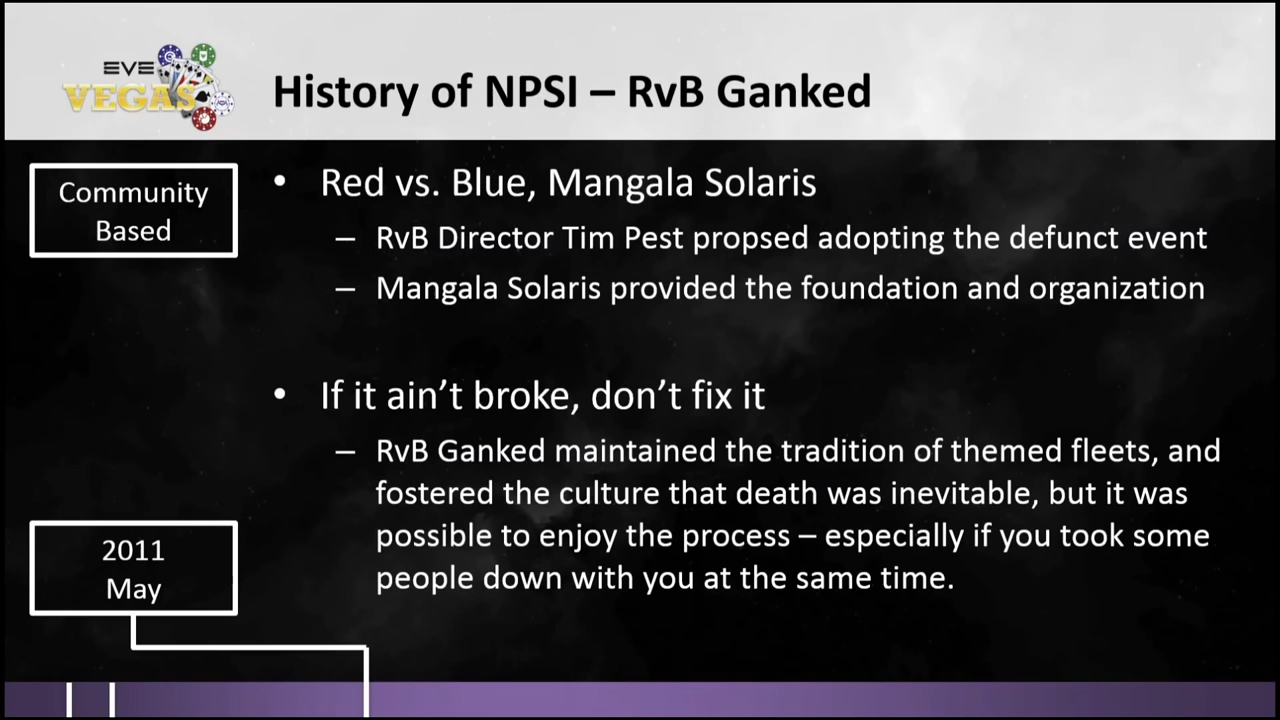 EVE
VEGAS
History of NPSI – RvB Ganked
Community
Based
• Red vs. Blue, Mangala Solaris
– RvB Director Tim Pest propsed adopting the defunct event
– Mangala Solaris provided the foundation and organization
• If it ain’t broke, don’t fix it
– RvB Ganked maintained the tradition of themed fleets, and
fostered the culture that death was inevitable, but it was
possible to enjoy the process – especially if you took some
people down with you at the same time.
2011
May